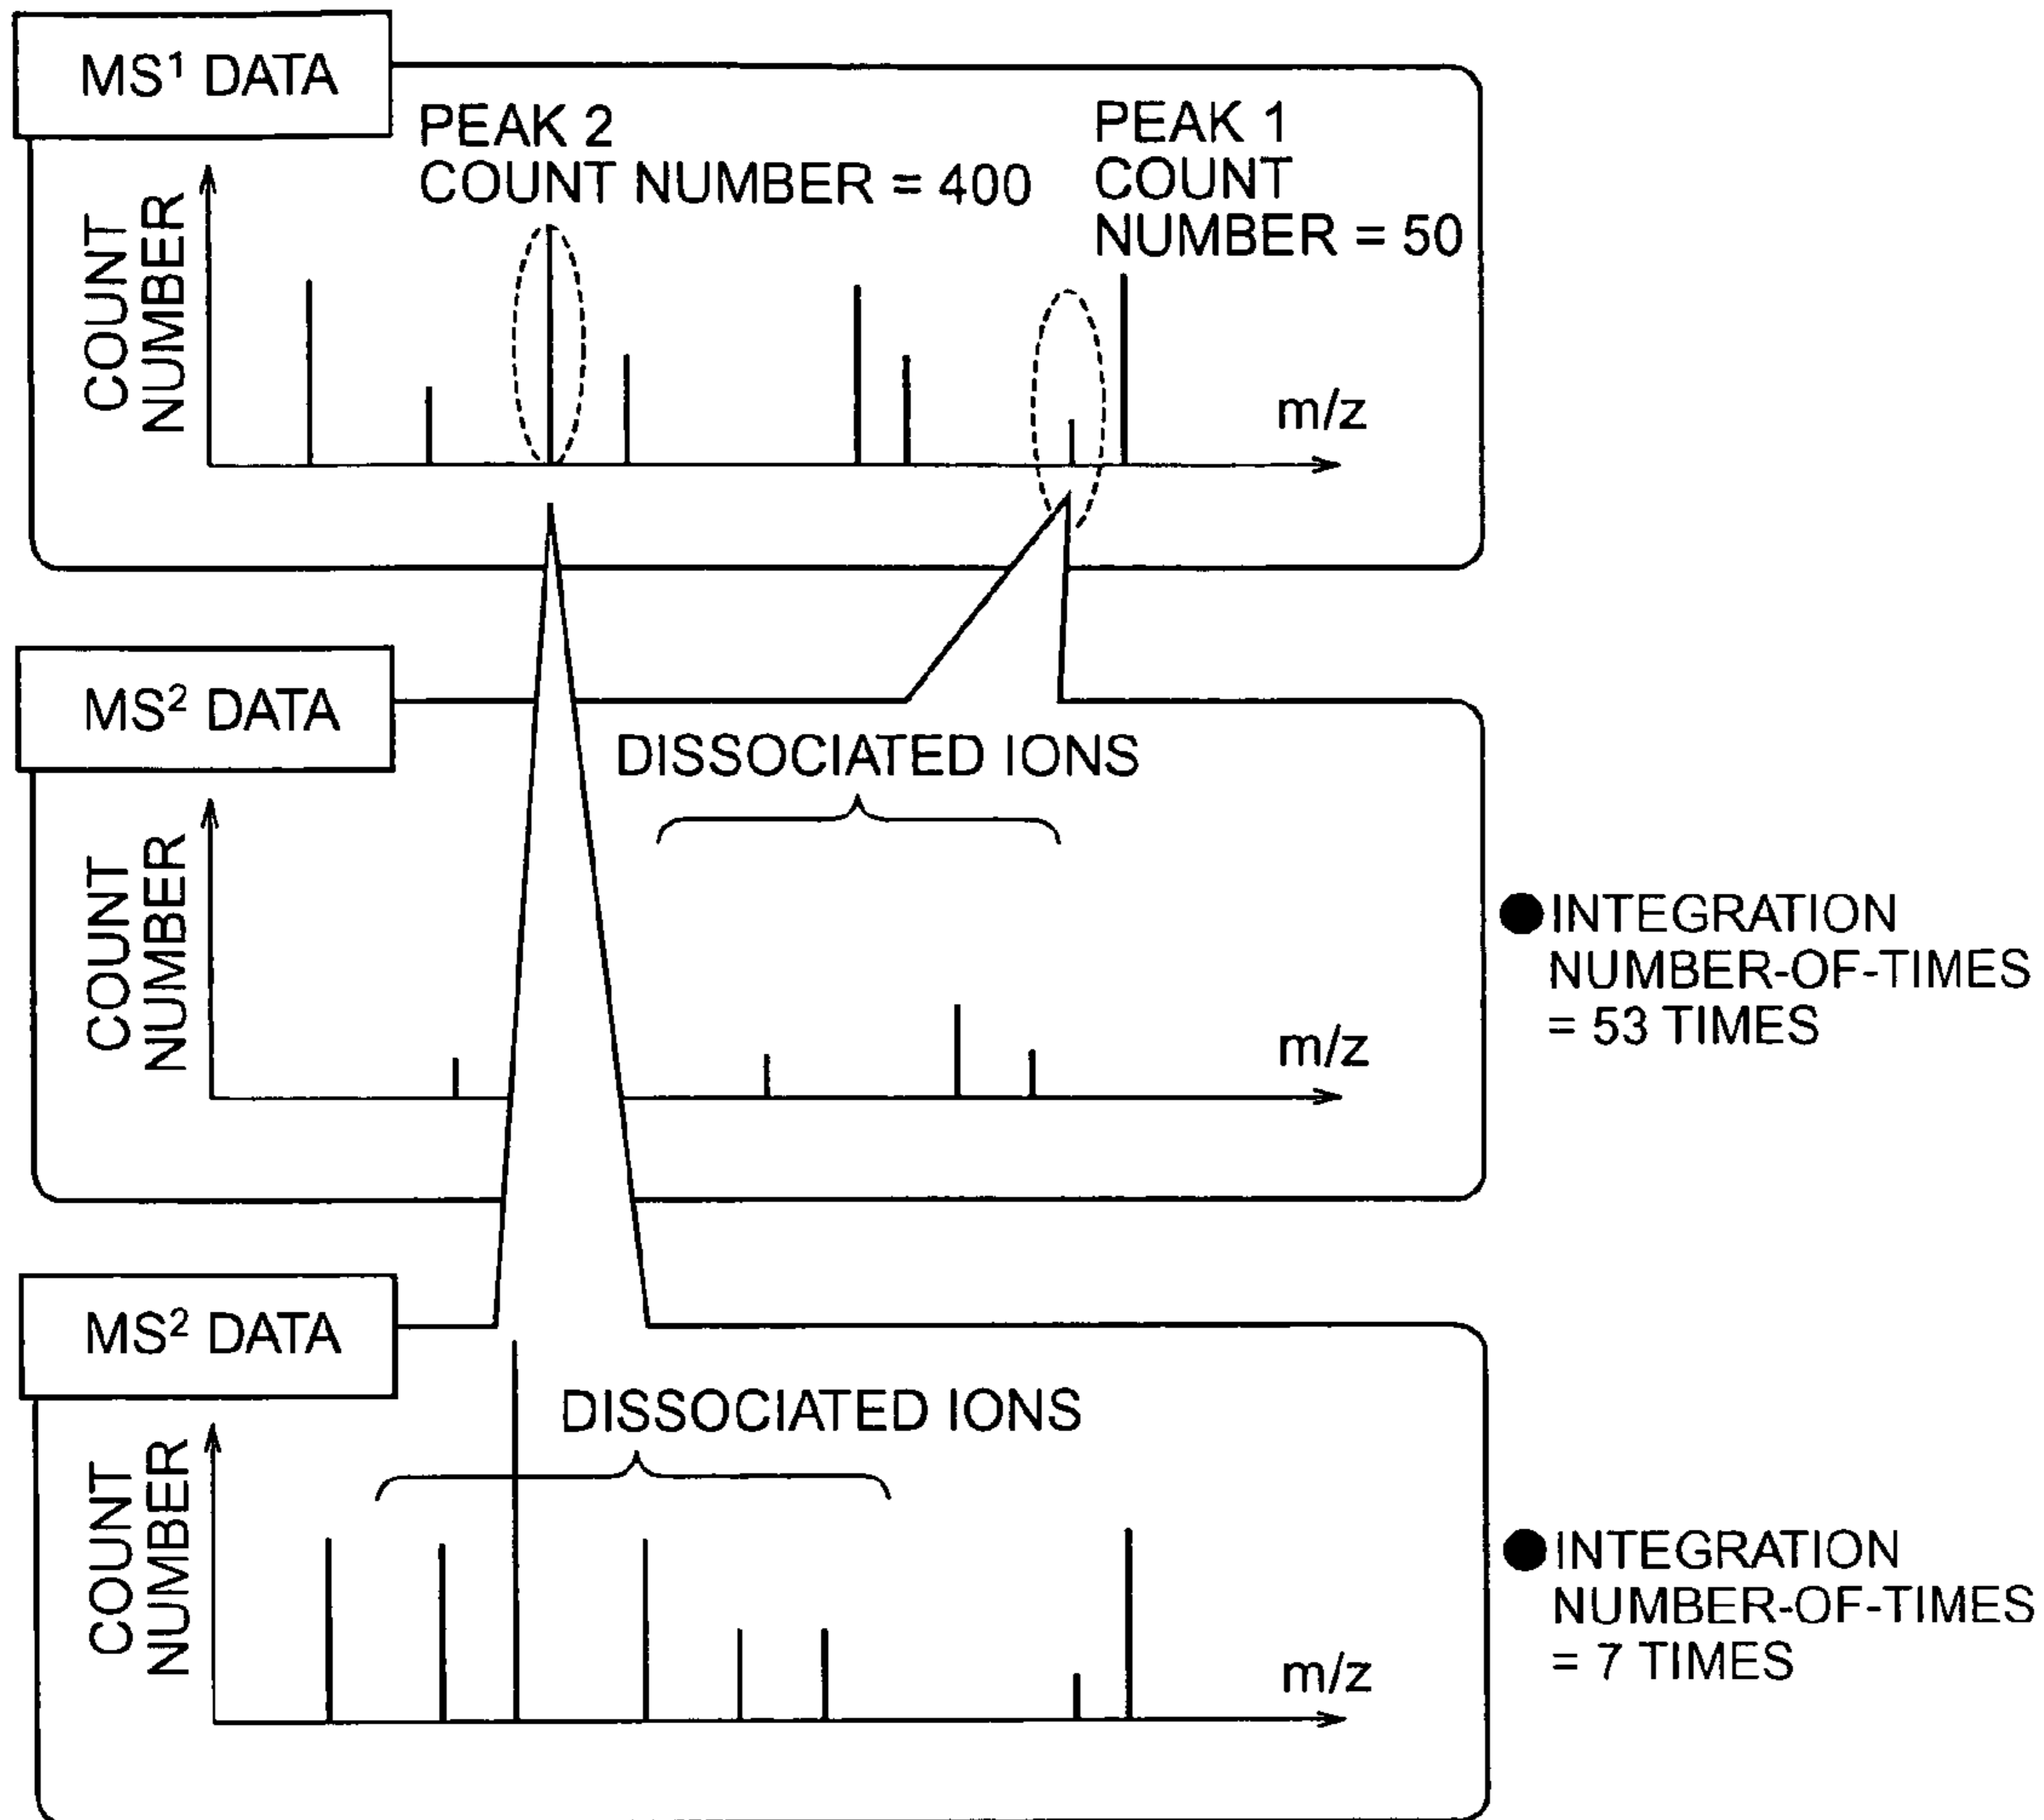 MS¹ DATA
PEAK 2
COUNT NUMBER = 400
PEAK 1
COUNT
NUMBER = 50
COUNT
NUMBER
m/z
MS² DATA
DISSOCIATED IONS
COUNT
NUMBER
m/z
●INTEGRATION
NUMBER-OF-TIMES
= 53 TIMES
MS² DATA
DISSOCIATED IONS
COUNT
NUMBER
m/z
●INTEGRATION
NUMBER-OF-TIMES
= 7 TIMES